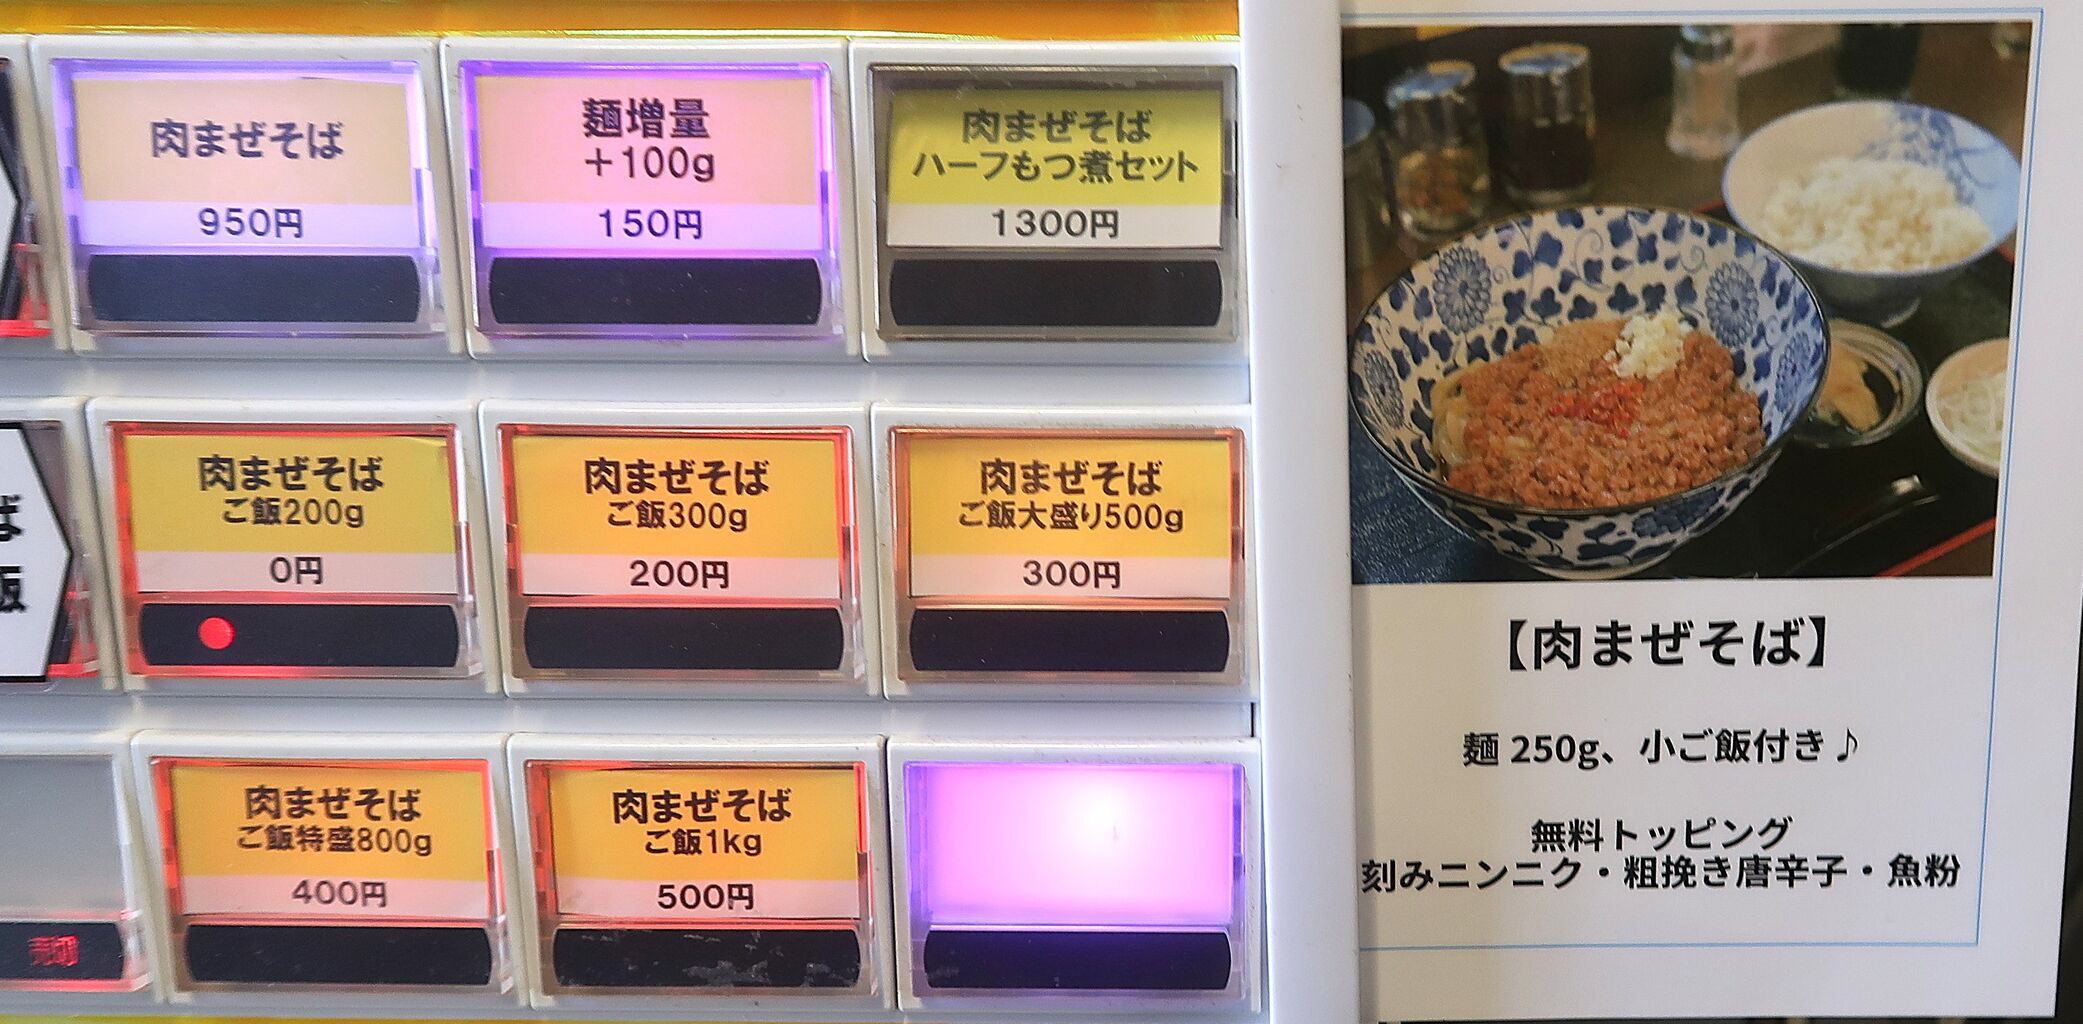 肉まぜそば
950円
麺増量
+100g
150円
肉まぜそば
ハーフもつ煮セット
1300円
ば
飯
肉まぜそば
ご飯200g
0円
肉まぜそば
ご飯300g
200円
肉まぜそば
ご飯大盛り500g
300円
売切
肉まぜそば
ご飯特盛800g
400円
肉まぜそば
ご飯1kg
500円
【肉まぜそば】
麺 250g、小ご飯付き♪
無料トッピング
刻みニンニク・粗挽き唐辛子・魚粉